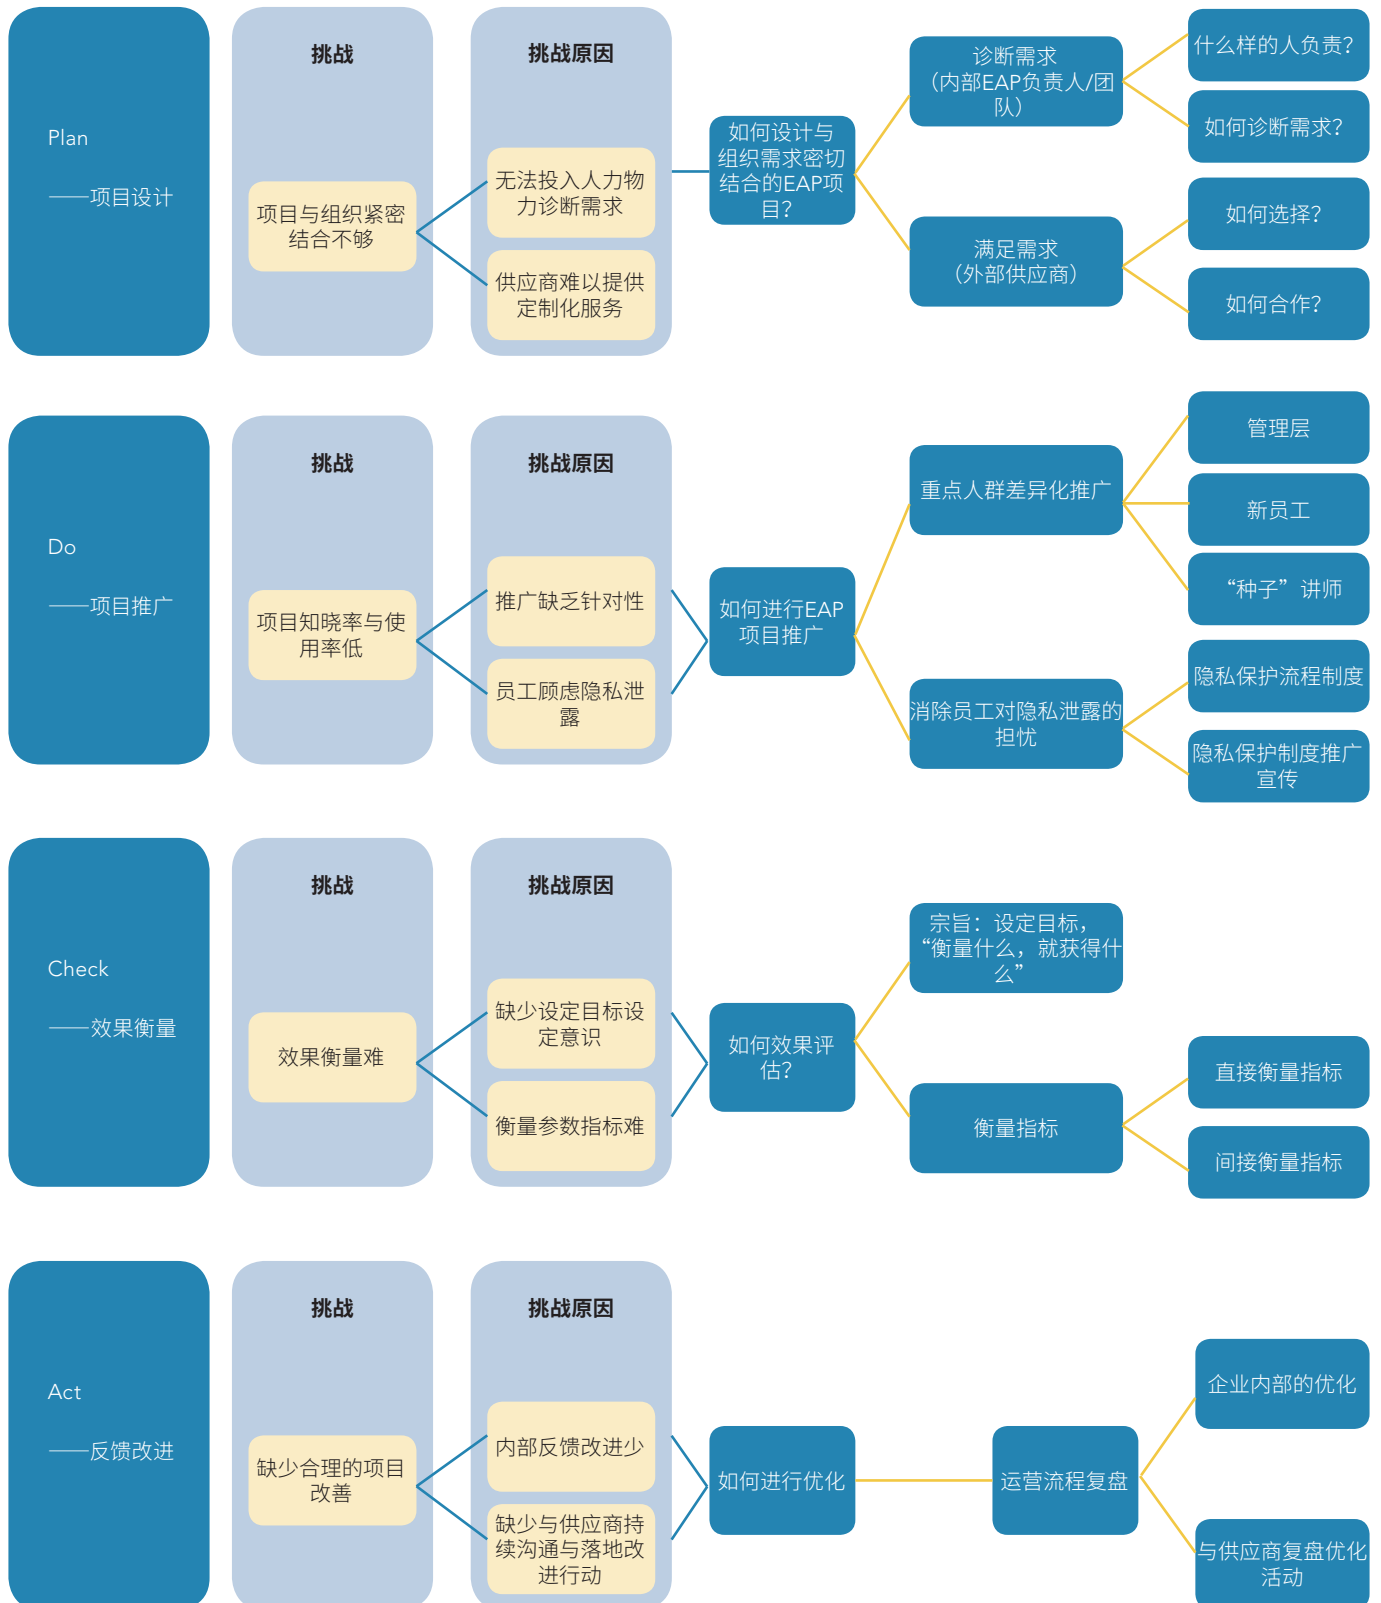 Plan
——项目设计
挑战
项目与组织紧密
结合不够
挑战原因
无法投入人力物
力诊断需求
供应商难以提供
定制化服务
如何设计与
组织需求密切
结合的EAP项
目？
诊断需求
（内部EAP负责人/团
队）
什么样的人负责？
如何诊断需求？
满足需求
（外部供应商）
如何选择？
如何合作？
Do
——项目推广
挑战
项目知晓率与使
用率低
挑战原因
推广缺乏针对性
员工顾虑隐私泄
露
如何进行EAP
项目推广
重点人群差异化推广
管理层
新员工
“种子”讲师
消除员工对隐私泄露的
担忧
隐私保护流程制度
隐私保护制度推广
宣传
Check
——效果衡量
挑战
效果衡量难
挑战原因
缺少设定目标设
定意识
衡量参数指标难
如何效果评
估？
宗旨：设定目标，
“衡量什么，就获得什
么”
衡量指标
直接衡量指标
间接衡量指标
Act
——反馈改进
挑战
缺少合理的项目
改善
挑战原因
内部反馈改进少
缺少与供应商持
续沟通与落地改
进行动
如何进行优化
运营流程复盘
企业内部的优化
与供应商复盘优化
活动